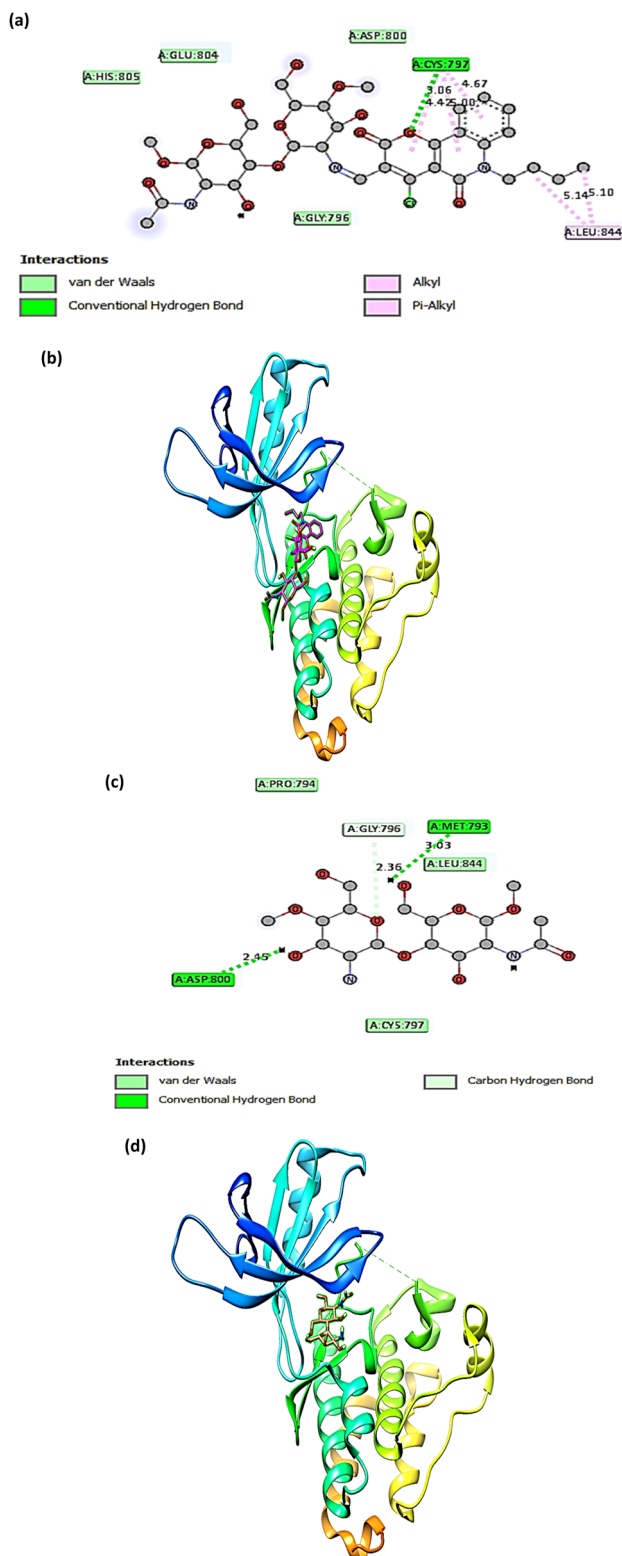 (a)
A:ASP:800
A:GLU:804
A:CYS:797
A:HIS:805
4.67
3.06
4.42 5.00
O O O O O O O O O
N N N
Cl
A:GLY:796
5.14 5.10
A:LEU:844
Interactions
van der Waals
Alkyl
Conventional Hydrogen Bond
Pi-Alkyl
(b)
(c)
A:PRO:794
A:GLY:796
A:MET:793
3.03
2.36
A:LEU:844
2.45
A:ASP:800
N
N
A:CYS:797
Interactions
van der Waals
Carbon Hydrogen Bond
Conventional Hydrogen Bond
(d)